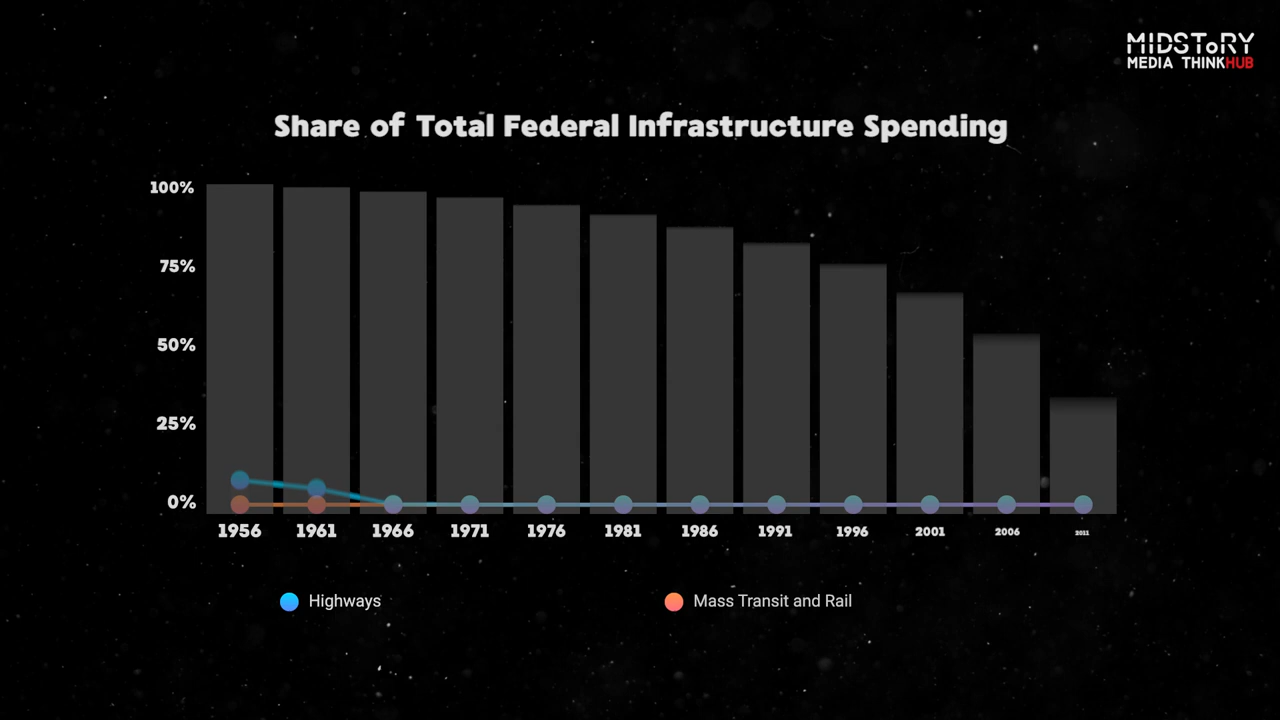 MIDSToRY
MEDIA THINKHUB
Share of Total Federal Infrastructure Spending
100%
75%
50%
25%
0%
1956 1961 1966 1971 1976 1981 1986 1991 1996 2001 2006 2011
Highways Mass Transit and Rail